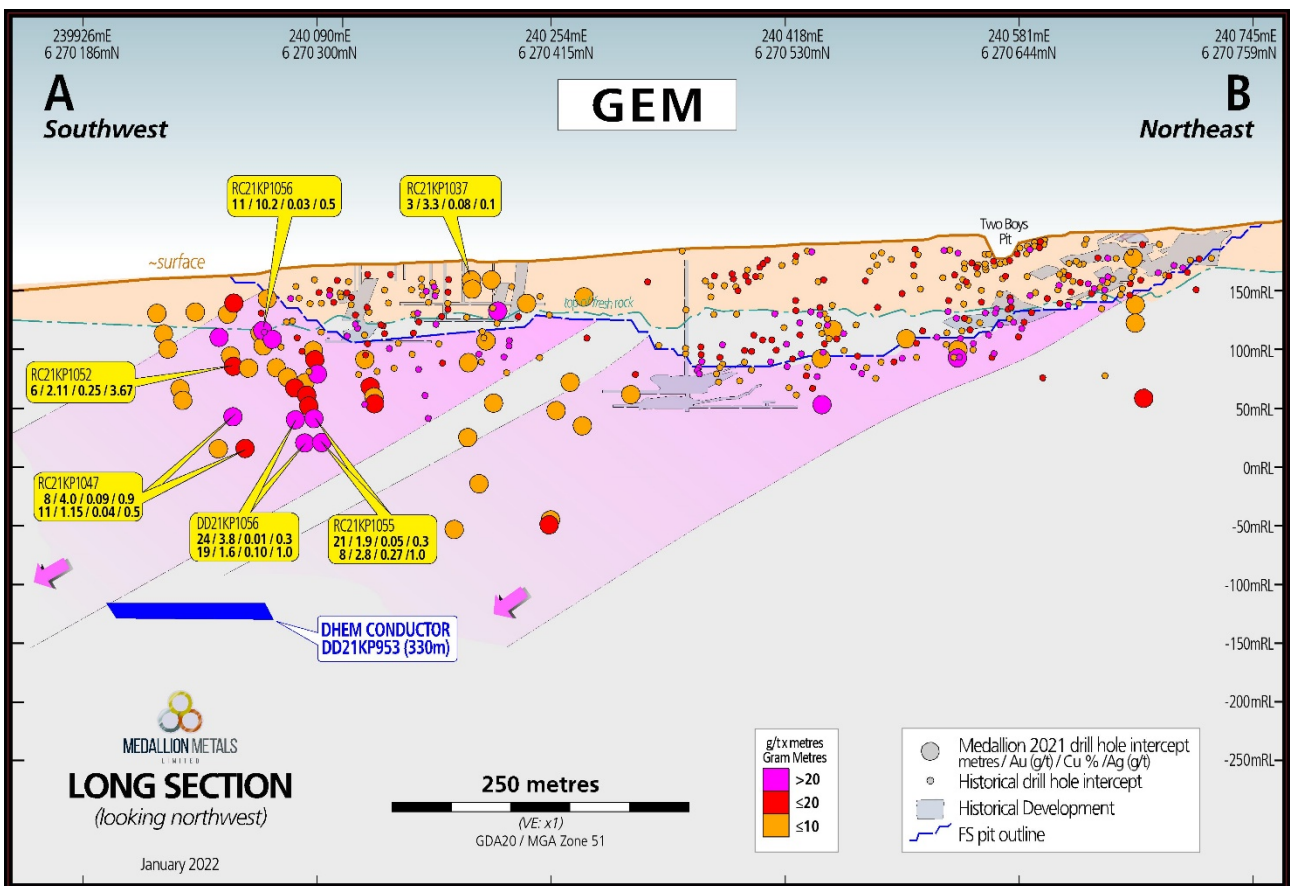 239926mE
6 270 186mN
240 090mE
6 270 300mN
240 254mE
6 270 415mN
240 418mE
6 270 530mN
240 581mE
6 270 644mN
240 745mE
6 270 759mN
A
Southwest
GEM
B
Northeast
RC21KP1056
11 / 10.2 / 0.03 / 0.5
RC21KP1037
3 / 3.3 / 0.08 / 0.1
Two Boys
Pit
~surface
top of fresh rock
150mRL
100mRL
50mRL
0mRL
-50mRL
-100mRL
-150mRL
-200mRL
-250mRL
RC21KP1052
6 / 2.11 / 0.25 / 3.67
RC21KP1047
8 / 4.0 / 0.09 / 0.9
11 / 1.15 / 0.04 / 0.5
DD21KP1056
24 / 3.8 / 0.01 / 0.3
19 / 1.6 / 0.10 / 1.0
RC21KP1055
21 / 1.9 / 0.05 / 0.3
8 / 2.8 / 0.27 / 1.0
DHEM CONDUCTOR
DD21KP953 (330m)
MEDALLION METALS
LIMITED
LONG SECTION
(looking northwest)
January 2022
250 metres
(VE: x1)
GDA20 / MGA Zone 51
g/t x metres
Gram Metres
>20
≤20
≤10
Medallion 2021 drill hole intercept
metres / Au (g/t) / Cu % /Ag (g/t)
Historical drill hole intercept
Historical Development
FS pit outline